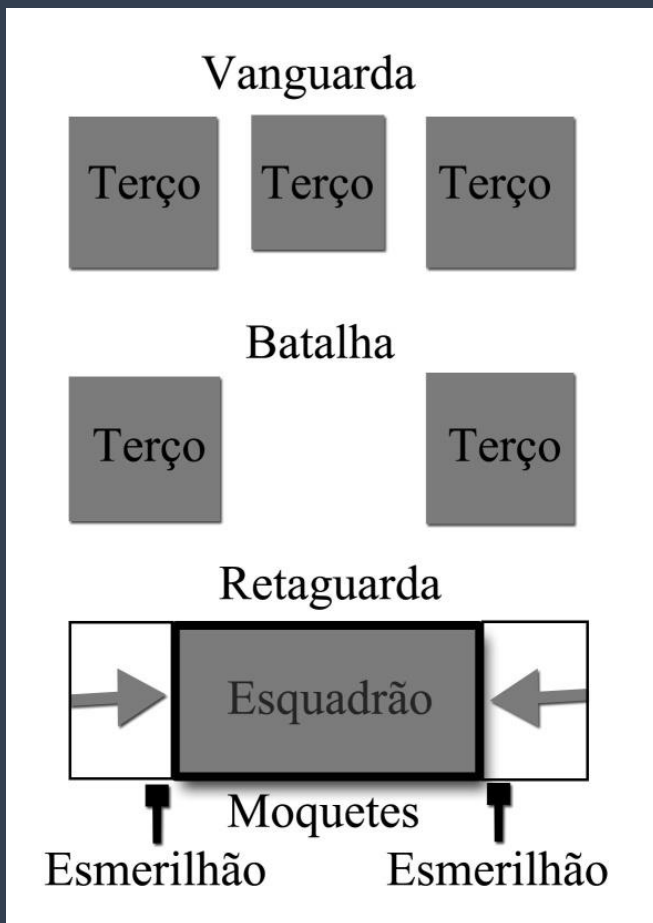 Vanguarda
Terço Terço Terço
Batalha
Terço Terço
Retaguarda
Esquadrão
Moquetes
Esmerilhão Esmerilhão